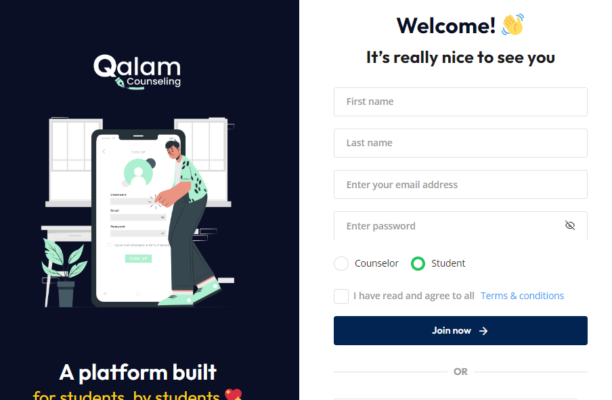 Qalam
Counseling
SIGN UP
A platform built
for students, by students
Welcome!
It's really nice to see you
First name
Last name
Enter your email address
Enter password
Counselor
Student
I have read and agree to all Terms & conditions
Join now
OR